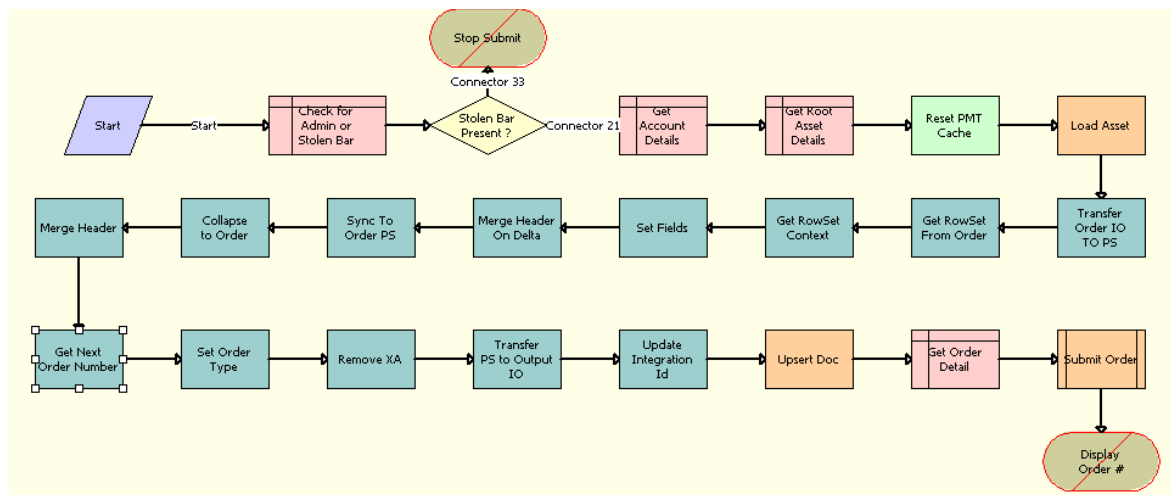 Stop Submit
Connector 33
Start
Start
Check for
Admin or
Stolen Bar
Stolen Bar
Present ?
Connector 21
Get
Account
Details
Get Root
Asset
Details
Reset PMT
Cache
Load Asset
Merge Header
Collapse
to Order
Sync To
Order PS
Merge Header
On Delta
Set Fields
Get RowSet
Context
Get RowSet
From Order
Transfer
Order IO
TO PS
Get Next
Order Number
Set Order
Type
Remove XA
Transfer
PS to Output
IO
Update
Integration
Id
Upsert Doc
Get Order
Detail
Submit Order
Display
Order #